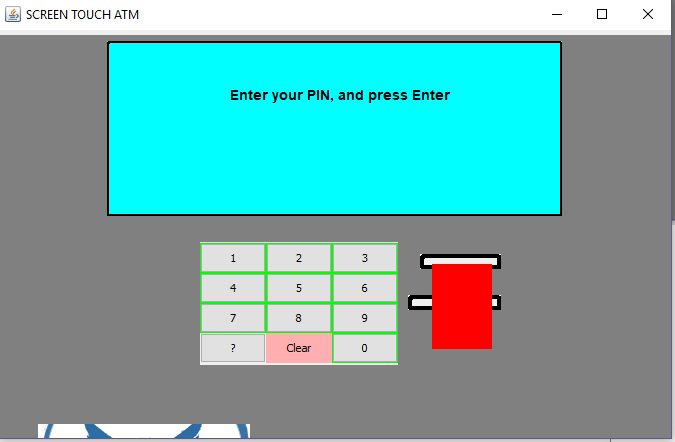 SCREEN TOUCH ATM
Enter your PIN, and press Enter
1 2 3
4 5 6
7 8 9
? Clear 0